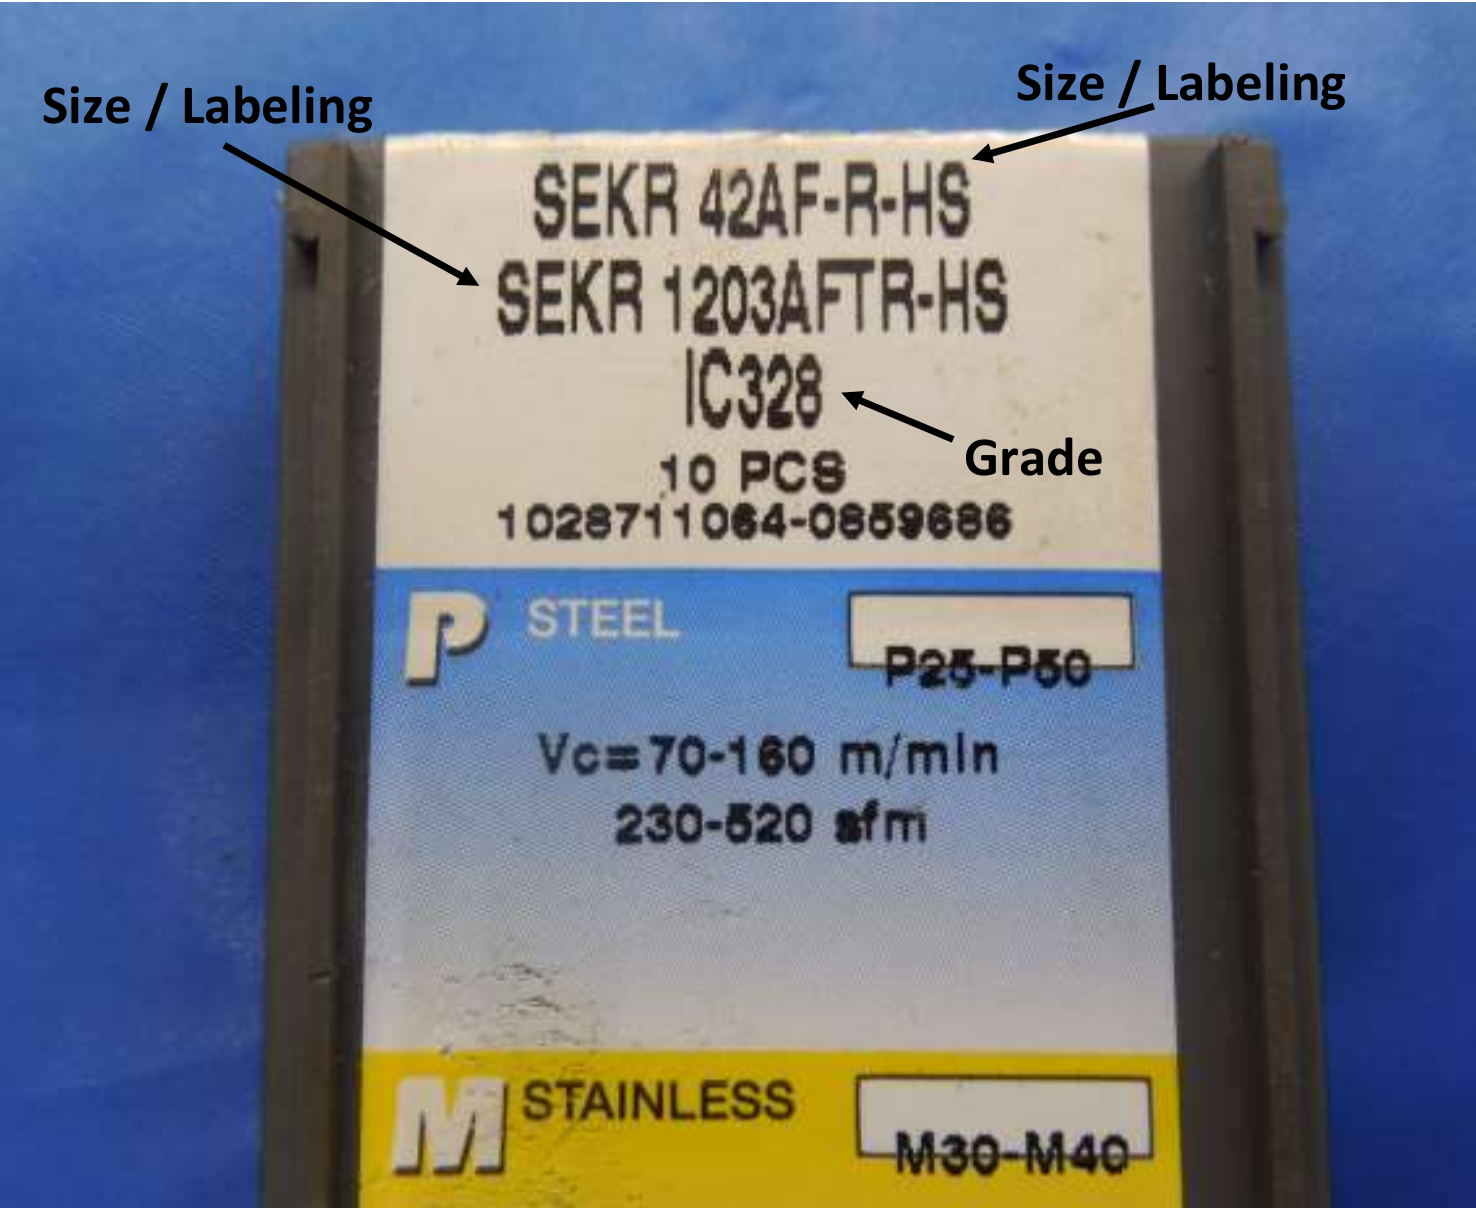 Size / Labeling
Size / Labeling
SEKR 42AF-R-HS
SEKR 1203AFTR-HS
IC328
Grade
10 PCS
1028711064-0859686
P STEEL
P25-P50
Vc=70-160 m/min
230-520 sfm
M STAINLESS
M30-M40